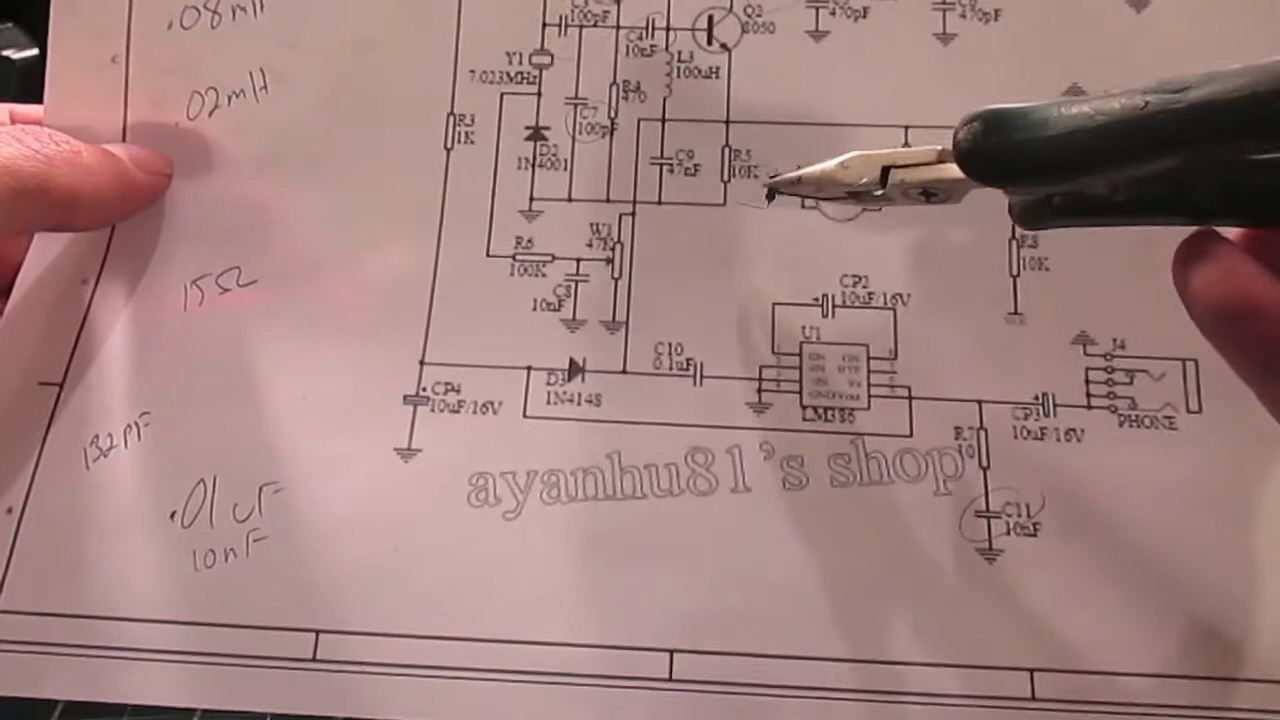 .08mH
.02mH
15Ω
132PF
.01uF
10nF
100pF
C4
10nF
Q2
8050
470pF
470pF
Y1
7.023MHz
L3
100uH
R4
470
C7
100pF
R3
1K
D2
1N4001
C9
47nF
R5
10K
W1
47K
R6
100K
C8
10nF
R8
10K
CP2
10uF/16V
U1
LM386
C10
0.1uF
D3
1N4148
CP4
10uF/16V
J4
PHONE
CP3
10uF/16V
R7
10
C11
10nF
ayanhu81's shop